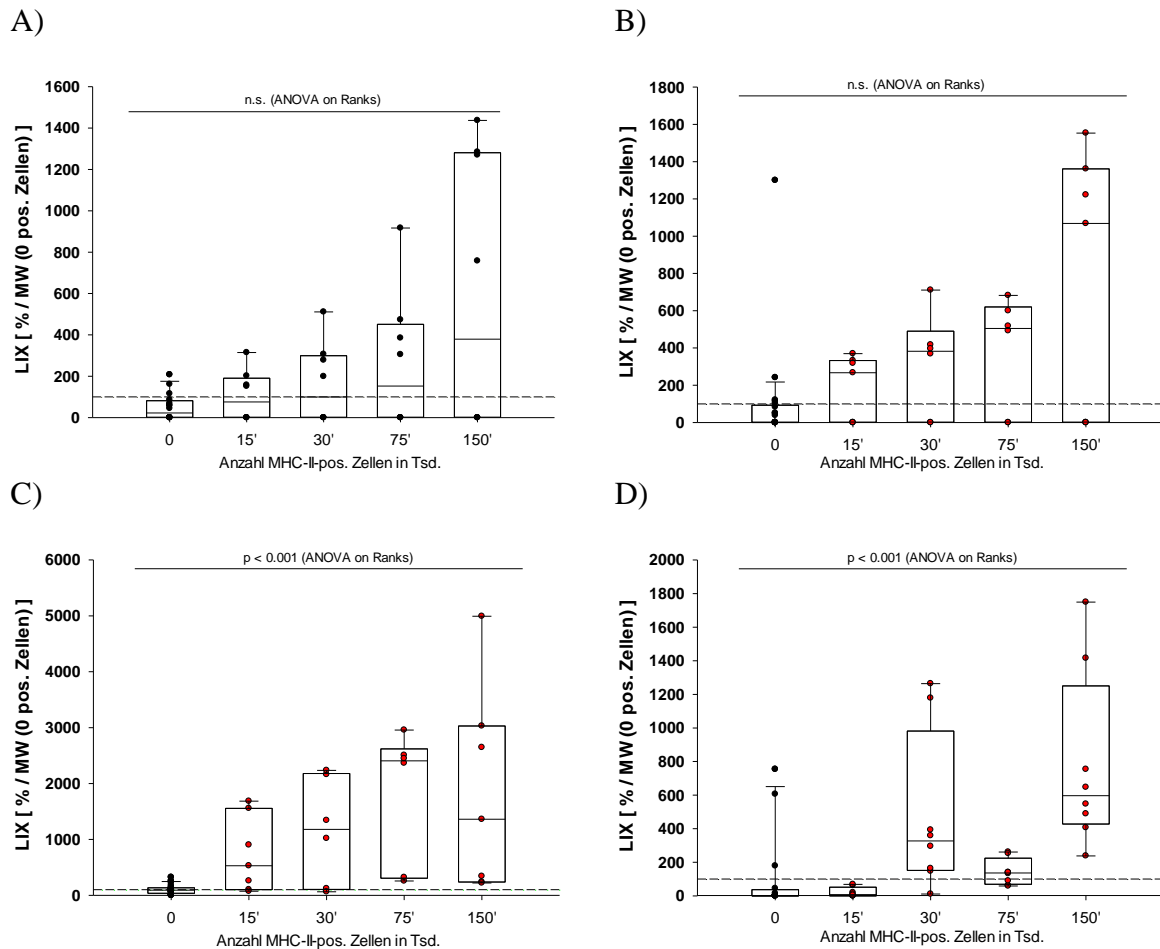 A)
n.s. (ANOVA on Ranks)
LIX [ % / MW (0 pos. Zellen) ]
1600
1400
1200
1000
800
600
400
200
0
0 15' 30' 75' 150'
Anzahl MHC-II-pos. Zellen in Tsd.
B)
n.s. (ANOVA on Ranks)
LIX [ % / MW (0 pos. Zellen) ]
1800
1600
1400
1200
1000
800
600
400
200
0
0 15' 30' 75' 150'
Anzahl MHC-II-pos. Zellen in Tsd.
C)
p < 0.001 (ANOVA on Ranks)
LIX [ % / MW (0 pos. Zellen) ]
6000
5000
4000
3000
2000
1000
0
0 15' 30' 75' 150'
Anzahl MHC-II-pos. Zellen in Tsd.
D)
p < 0.001 (ANOVA on Ranks)
LIX [ % / MW (0 pos. Zellen) ]
2000
1800
1600
1400
1200
1000
800
600
400
200
0
0 15' 30' 75' 150'
Anzahl MHC-II-pos. Zellen in Tsd.